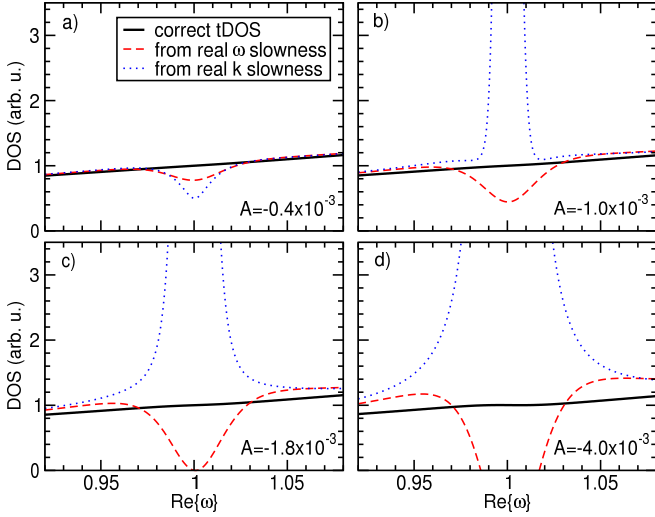 a)
correct tDOS
from real ω slowness
from real k slowness
A=-0.4x10⁻³
DOS (arb. u.)
3
2
1
0
b)
A=-1.0x10⁻³
c)
A=-1.8x10⁻³
DOS (arb. u.)
3
2
1
0
0.95
1
1.05
Re{ω}
d)
A=-4.0x10⁻³
0.95
1
1.05
Re{ω}